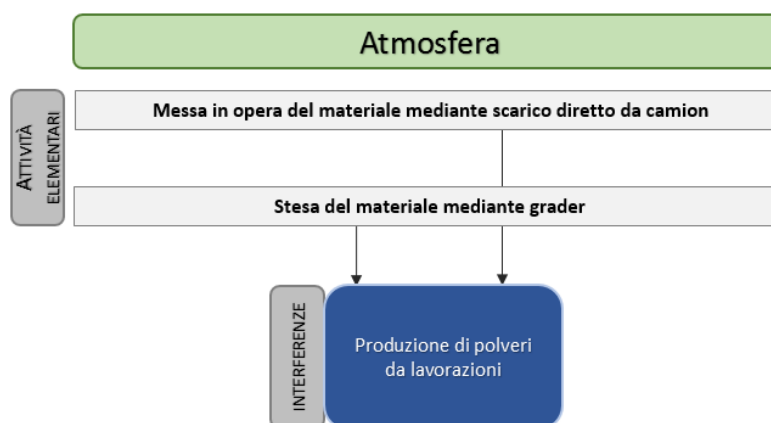 Atmosfera
ATTIVITÀ
ELEMENTARI
Messa in opera del materiale mediante scarico diretto da camion
Stesa del materiale mediante grader
INTERFERENZE
Produzione di polveri
da lavorazioni